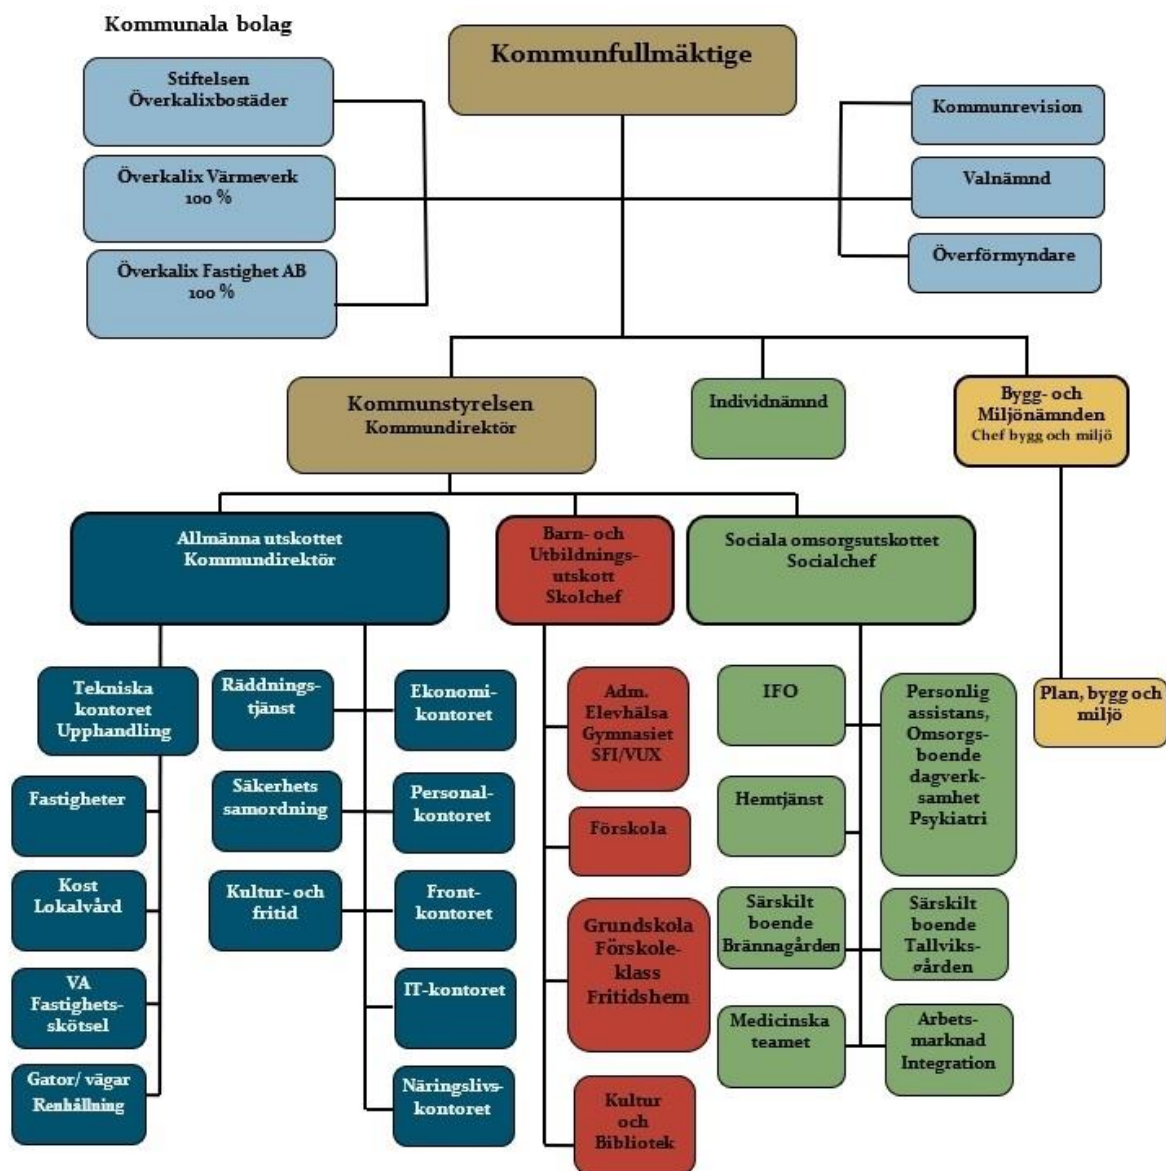 Kommunala bolag
Kommunfullmäktige
Stiftelsen
Överkalixbostäder
Överkalix Värmeverk
100 %
Överkalix Fastighet AB
100 %
Kommunrevision
Valnämnd
Överförmyndare
Kommunstyrelsen
Kommundirektör
Individnämnd
Bygg- och
Miljönämnden
Chef bygg och miljö
Allmänna utskottet
Kommundirektör
Barn- och
Utbildnings-
utskott
Skolchef
Sociala omsorgsutskottet
Socialchef
Tekniska
kontoret
Upphandling
Fastigheter
Kost
Lokalvård
VA
Fastighets-
skötsel
Gator/ vägar
Renhållning
Räddnings-
tjänst
Säkerhets
samordning
Kultur- och
fritid
Ekonomi-
kontoret
Personal-
kontoret
Front-
kontoret
IT-kontoret
Näringslivs-
kontoret
Adm.
Elevhälsa
Gymnasiet
SFI/VUX
Förskola
Grundskola
Förskole-
klass
Fritidshem
Kultur
och
Bibliotek
IFO
Hemtjänst
Särskilt
boende
Brännagården
Medicinska
teamet
Personlig
assistans,
Omsorgs-
boende
dagverk-
samhet
Psykiatri
Särskilt
boende
Tallviks-
gården
Arbets-
marknad
Integration
Plan, bygg och
miljö